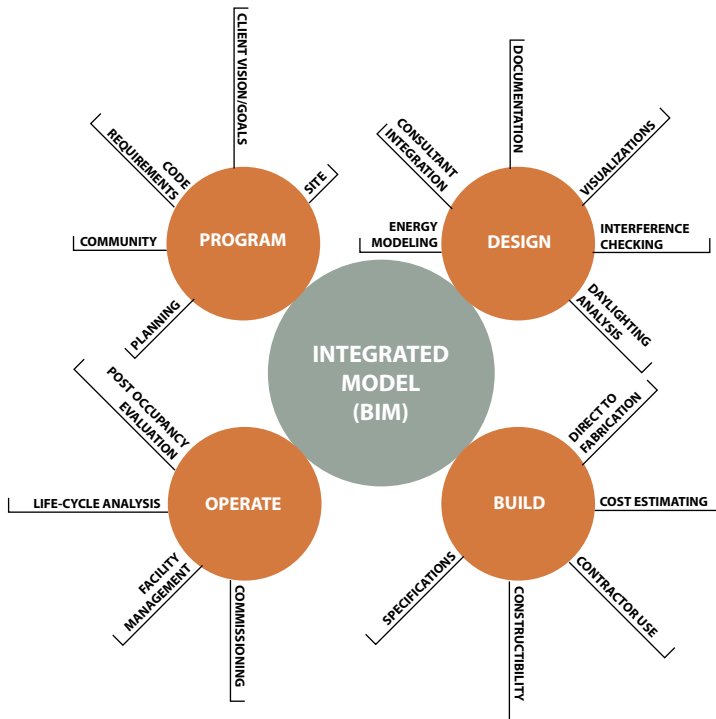 CLIENT VISION/GOALS
CODE
REQUIREMENTS
SITE
COMMUNITY
PROGRAM
PLANNING
DOCUMENTATION
CONSULTANT
INTEGRATION
VISUALIZATIONS
ENERGY
MODELING
DESIGN
INTERFERENCE
CHECKING
DAYLIGHTING
ANALYSIS
INTEGRATED
MODEL
(BIM)
POST OCCUPANCY
EVALUATION
LIFE-CYCLE ANALYSIS
OPERATE
FACILITY
MANAGEMENT
COMMISSIONING
DIRECT TO
FABRICATION
BUILD
COST ESTIMATING
SPECIFICATIONS
CONSTRUCTIBILITY
CONTRACTOR USE